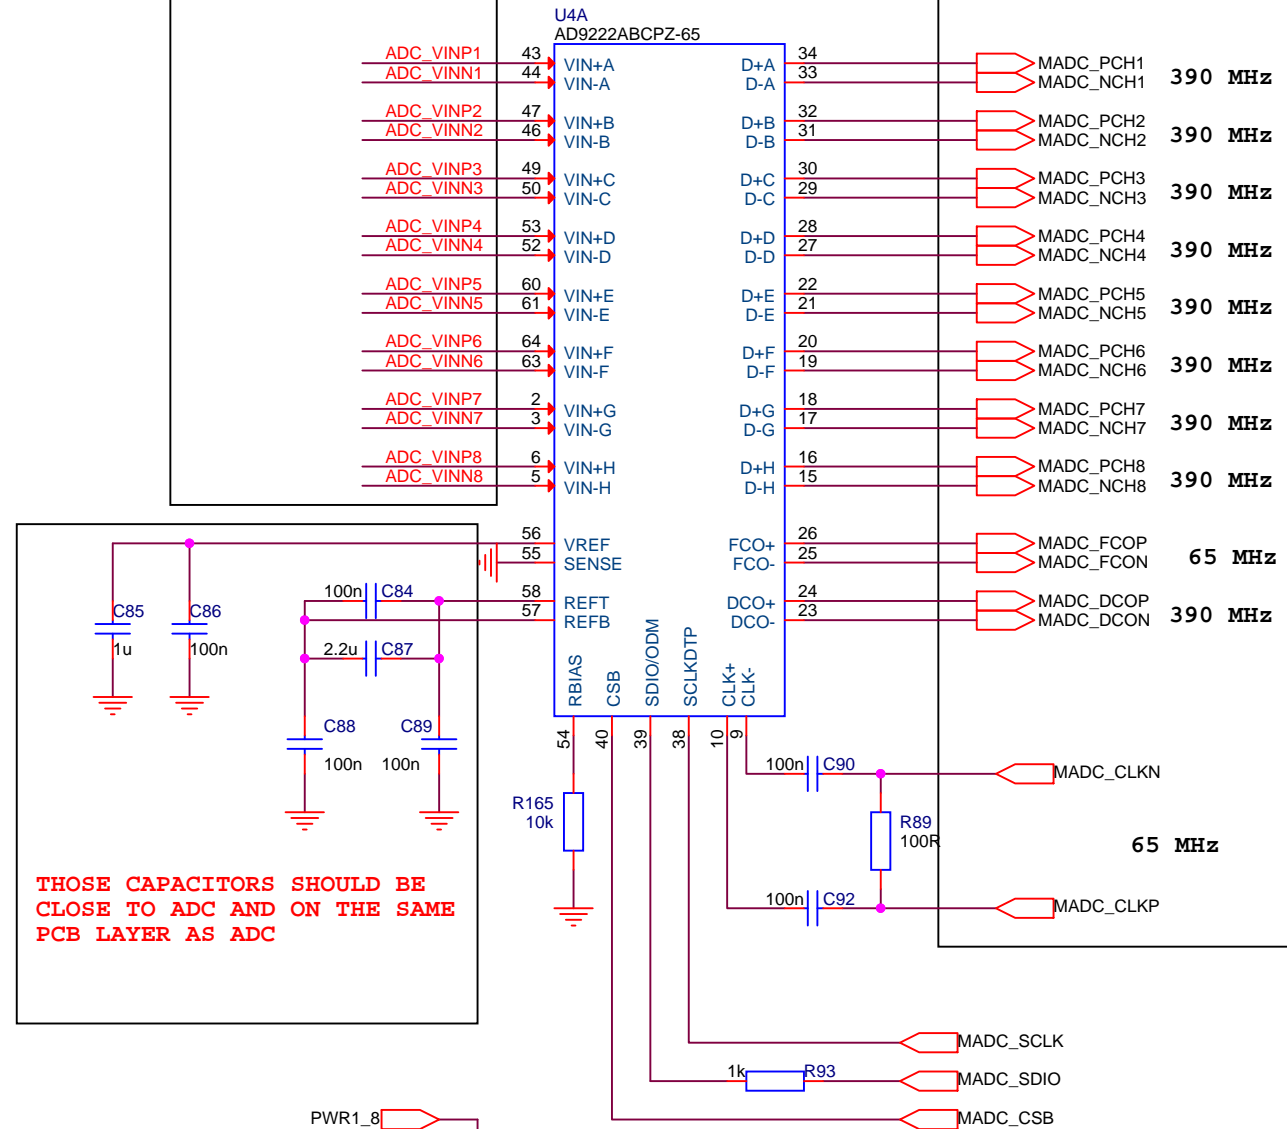 U4A
AD9222ABCPZ-65
ADC_VINP1 43 VIN+A D+A 34 MADC_PCH1
ADC_VINN1 44 VIN-A D-A 33 MADC_NCH1
390 MHz
ADC_VINP2 47 VIN+B D+B 32 MADC_PCH2
ADC_VINN2 46 VIN-B D-B 31 MADC_NCH2
390 MHz
ADC_VINP3 49 VIN+C D+C 30 MADC_PCH3
ADC_VINN3 50 VIN-C D-C 29 MADC_NCH3
390 MHz
ADC_VINP4 53 VIN+D D+D 28 MADC_PCH4
ADC_VINN4 52 VIN-D D-D 27 MADC_NCH4
390 MHz
ADC_VINP5 60 VIN+E D+E 22 MADC_PCH5
ADC_VINN5 61 VIN-E D-E 21 MADC_NCH5
390 MHz
ADC_VINP6 64 VIN+F D+F 20 MADC_PCH6
ADC_VINN6 63 VIN-F D-F 19 MADC_NCH6
390 MHz
ADC_VINP7 2 VIN+G D+G 18 MADC_PCH7
ADC_VINN7 3 VIN-G D-G 17 MADC_NCH7
390 MHz
ADC_VINP8 6 VIN+H D+H 16 MADC_PCH8
ADC_VINN8 5 VIN-H D-H 15 MADC_NCH8
390 MHz
56 VREF FCO+ 26 MADC_FCOP
55 SENSE FCO- 25 MADC_FCON
65 MHz
100n C84 58 REFT DCO+ 24 MADC_DCOP
57 REFB DCO- 23 MADC_DCON
390 MHz
C85
1u
C86
100n
2.2u C87
C88
100n
C89
100n
RBIAS
CSB
SDIO/ODM
SCLKDTP
CLK+
CLK-
54
40
39
38
10
9
100n C90 MADC_CLKN
R165
10k
R89
100R
65 MHz
100n C92 MADC_CLKP
THOSE CAPACITORS SHOULD BE
CLOSE TO ADC AND ON THE SAME
PCB LAYER AS ADC
MADC_SCLK
1k R93 MADC_SDIO
PWR1_8
MADC_CSB